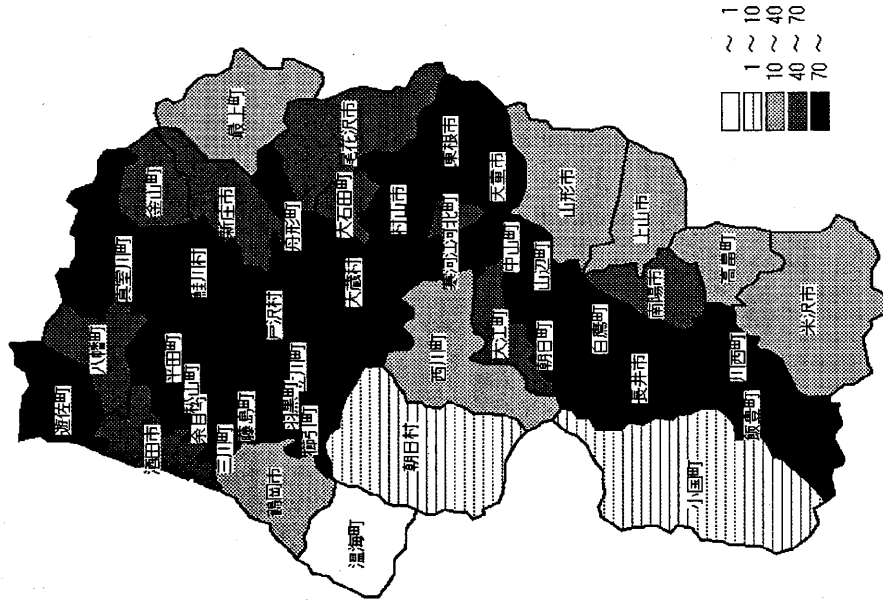 遊佐町
八幡町
真室川町
金山町
最上町
酒田市
平田町
松山町
余目
鮭川村
新庄市
三川町
藤島町
戸沢村
舟形町
鶴岡市
羽黒町
立川町
櫛引町
大蔵村
大石田町
尾花沢市
温海町
朝日村
西川町
村山市
寒河江
河北町
東根市
大江町
中山町
天童市
朝日町
山辺町
山形市
白鷹町
上山市
長井市
南陽市
小国町
飯豊町
川西町
高畠町
米沢市
～ 1
1 ～ 10
10 ～ 40
40 ～ 70
70 ～